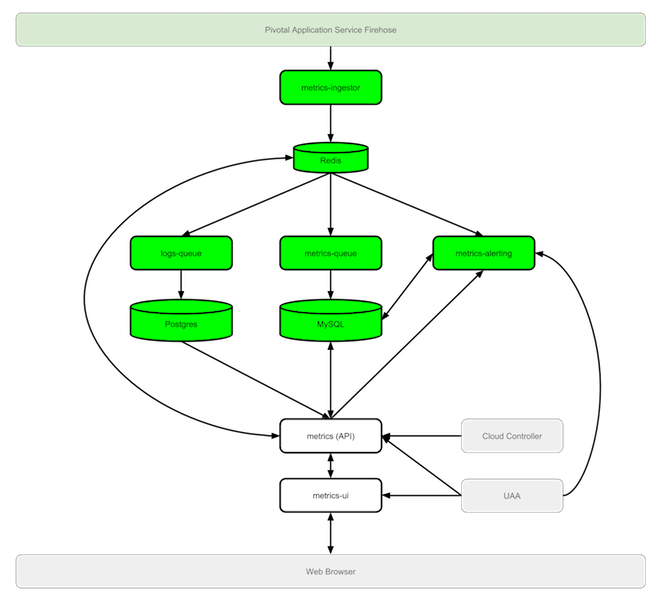 Pivotal Application Service Firehose
metrics-ingestor
Redis
logs-queue
metrics-queue
metrics-alerting
Postgres
MySQL
metrics (API)
Cloud Controller
metrics-ui
UAA
Web Browser